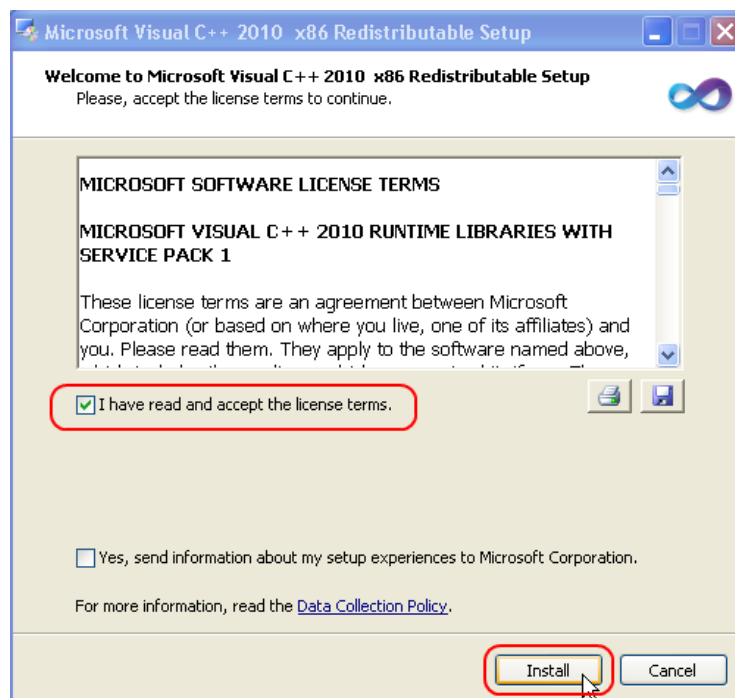 Microsoft Visual C++ 2010 x86 Redistributable Setup
Welcome to Microsoft Visual C++ 2010 x86 Redistributable Setup
Please, accept the license terms to continue.
MICROSOFT SOFTWARE LICENSE TERMS
MICROSOFT VISUAL C++ 2010 RUNTIME LIBRARIES WITH
SERVICE PACK 1
These license terms are an agreement between Microsoft
Corporation (or based on where you live, one of its affiliates) and
you. Please read them. They apply to the software named above,
I have read and accept the license terms.
Yes, send information about my setup experiences to Microsoft Corporation.
For more information, read the Data Collection Policy.
Install
Cancel